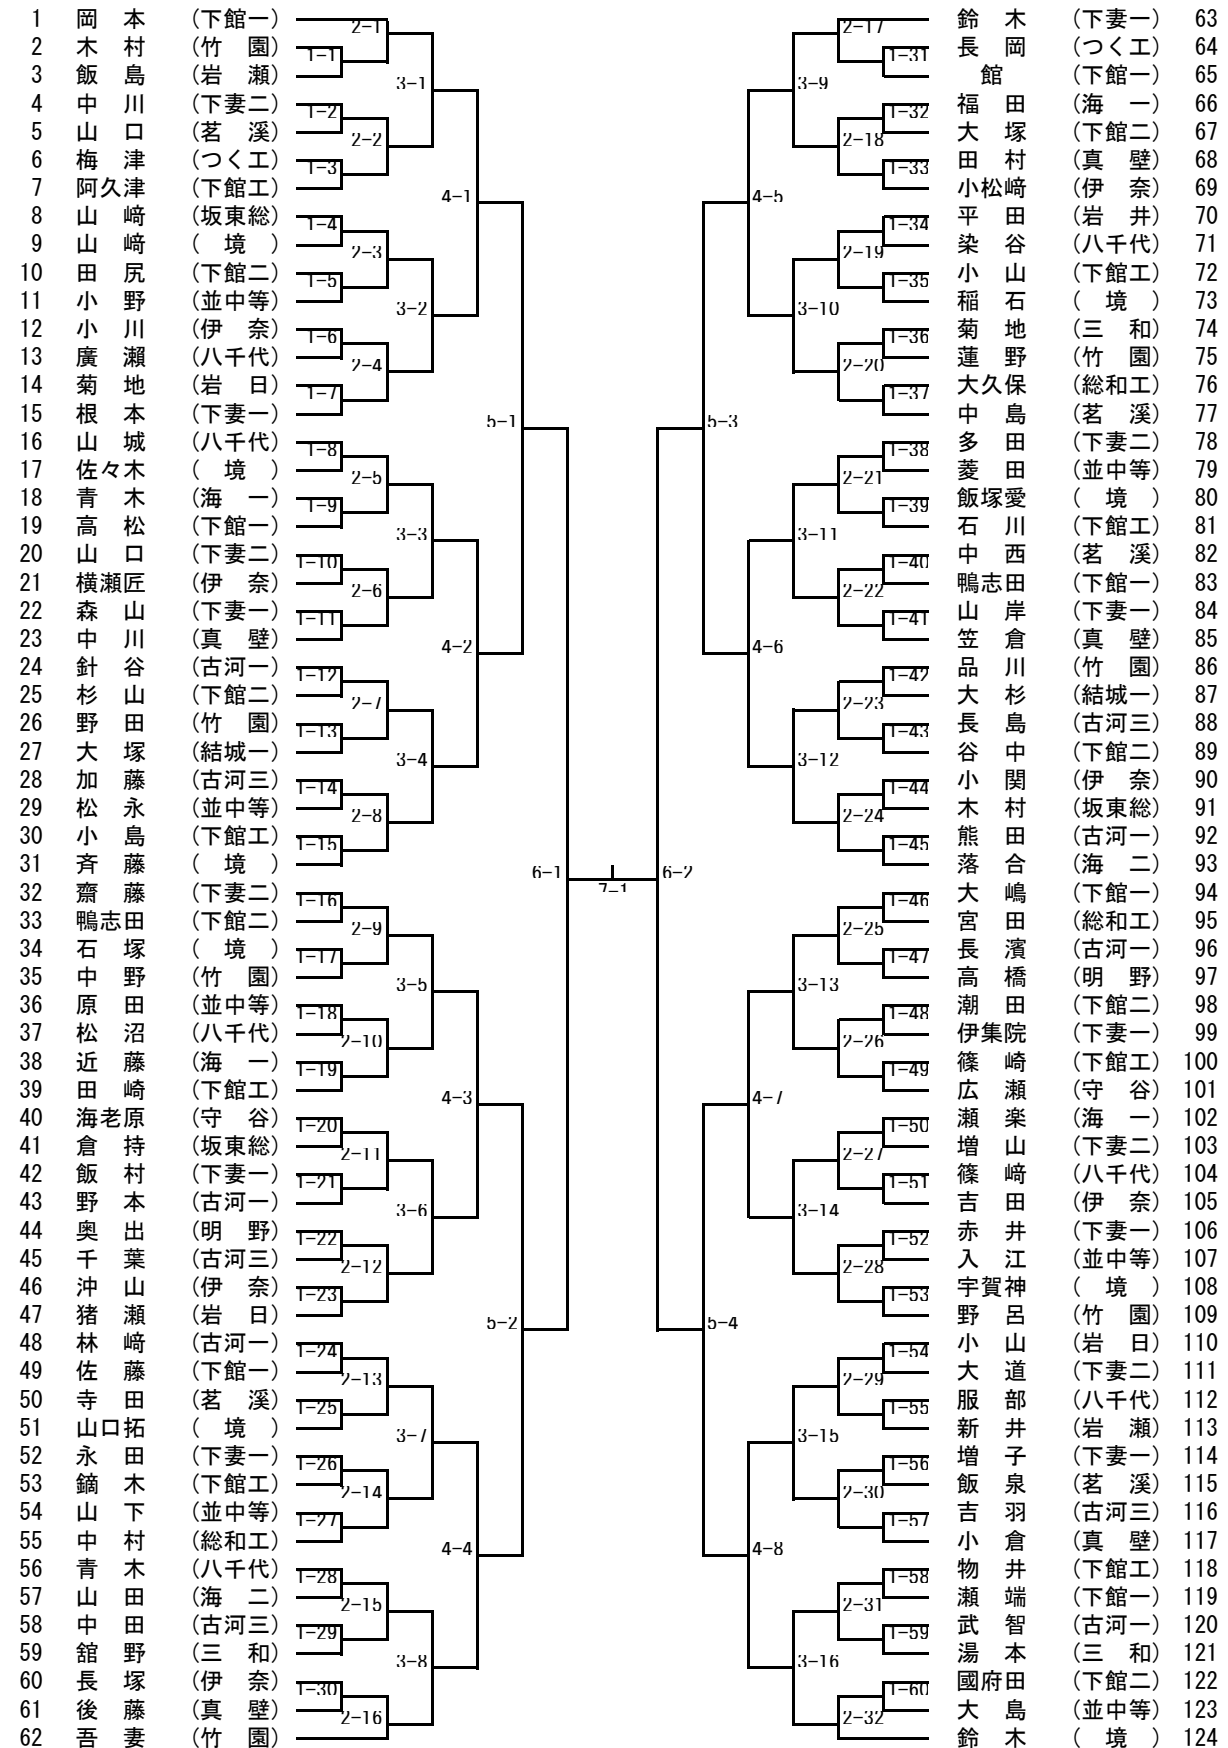 1 岡 本 (下館一)
2 木 村 (竹 園)
3 飯 島 (岩 瀬)
4 中 川 (下妻二)
5 山 口 (茗 溪)
6 梅 津 (つく工)
7 阿久津 (下館工)
8 山 﨑 (坂東総)
9 山 﨑 ( 境 )
10 田 尻 (下館二)
11 小 野 (並中等)
12 小 川 (伊 奈)
13 廣 瀨 (八千代)
14 菊 地 (岩 日)
15 根 本 (下妻一)
16 山 城 (八千代)
17 佐々木 ( 境 )
18 青 木 (海 一)
19 高 松 (下館一)
20 山 口 (下妻二)
21 横瀬匠 (伊 奈)
22 森 山 (下妻一)
23 中 川 (真 壁)
24 針 谷 (古河一)
25 杉 山 (下館二)
26 野 田 (竹 園)
27 大 塚 (結城一)
28 加 藤 (古河三)
29 松 永 (並中等)
30 小 島 (下館工)
31 斉 藤 ( 境 )
32 齋 藤 (下妻二)
33 鴨志田 (下館二)
34 石 塚 ( 境 )
35 中 野 (竹 園)
36 原 田 (並中等)
37 松 沼 (八千代)
38 近 藤 (海 一)
39 田 崎 (下館工)
40 海老原 (守 谷)
41 倉 持 (坂東総)
42 飯 村 (下妻一)
43 野 本 (古河一)
44 奥 出 (明 野)
45 千 葉 (古河三)
46 沖 山 (伊 奈)
47 猪 瀬 (岩 日)
48 林 﨑 (古河一)
49 佐 藤 (下館一)
50 寺 田 (茗 溪)
51 山口拓 ( 境 )
52 永 田 (下妻一)
53 鏑 木 (下館工)
54 山 下 (並中等)
55 中 村 (総和工)
56 青 木 (八千代)
57 山 田 (海 二)
58 中 田 (古河三)
59 舘 野 (三 和)
60 長 塚 (伊 奈)
61 後 藤 (真 壁)
62 吾 妻 (竹 園)
1-1
1-2
1-3
1-4
1-5
1-6
1-7
1-8
1-9
1-10
1-11
1-12
1-13
1-14
1-15
1-16
1-17
1-18
1-19
1-20
1-21
1-22
1-23
1-24
1-25
1-26
1-27
1-28
1-29
1-30
2-1
2-2
2-3
2-4
2-5
2-6
2-7
2-8
2-9
2-10
2-11
2-12
2-13
2-14
2-15
2-16
3-1
3-2
3-3
3-4
3-5
3-6
3-7
3-8
4-1
4-2
4-3
4-4
5-1
5-2
6-1
7-1
6-2
5-3
5-4
4-5
4-6
4-7
4-8
3-9
3-10
3-11
3-12
3-13
3-14
3-15
3-16
2-17
2-18
2-19
2-20
2-21
2-22
2-23
2-24
2-25
2-26
2-27
2-28
2-29
2-30
2-31
2-32
1-31
1-32
1-33
1-34
1-35
1-36
1-37
1-38
1-39
1-40
1-41
1-42
1-43
1-44
1-45
1-46
1-47
1-48
1-49
1-50
1-51
1-52
1-53
1-54
1-55
1-56
1-57
1-58
1-59
1-60
鈴 木 (下妻一) 63
長 岡 (つく工) 64
館 (下館一) 65
福 田 (海 一) 66
大 塚 (下館二) 67
田 村 (真 壁) 68
小松﨑 (伊 奈) 69
平 田 (岩 井) 70
染 谷 (八千代) 71
小 山 (下館工) 72
稲 石 ( 境 ) 73
菊 地 (三 和) 74
蓮 野 (竹 園) 75
大久保 (総和工) 76
中 島 (茗 溪) 77
多 田 (下妻二) 78
菱 田 (並中等) 79
飯塚愛 ( 境 ) 80
石 川 (下館工) 81
中 西 (茗 溪) 82
鴨志田 (下館一) 83
山 岸 (下妻一) 84
笠 倉 (真 壁) 85
品 川 (竹 園) 86
大 杉 (結城一) 87
長 島 (古河三) 88
谷 中 (下館二) 89
小 関 (伊 奈) 90
木 村 (坂東総) 91
熊 田 (古河一) 92
落 合 (海 二) 93
大 嶋 (下館一) 94
宮 田 (総和工) 95
長 濱 (古河一) 96
高 橋 (明 野) 97
潮 田 (下館二) 98
伊集院 (下妻一) 99
篠 崎 (下館工) 100
広 瀬 (守 谷) 101
瀬 楽 (海 一) 102
増 山 (下妻二) 103
篠 﨑 (八千代) 104
吉 田 (伊 奈) 105
赤 井 (下妻一) 106
入 江 (並中等) 107
宇賀神 ( 境 ) 108
野 呂 (竹 園) 109
小 山 (岩 日) 110
大 道 (下妻二) 111
服 部 (八千代) 112
新 井 (岩 瀬) 113
増 子 (下妻一) 114
飯 泉 (茗 溪) 115
吉 羽 (古河三) 116
小 倉 (真 壁) 117
物 井 (下館工) 118
瀬 端 (下館一) 119
武 智 (古河一) 120
湯 本 (三 和) 121
國府田 (下館二) 122
大 島 (並中等) 123
鈴 木 ( 境 ) 124